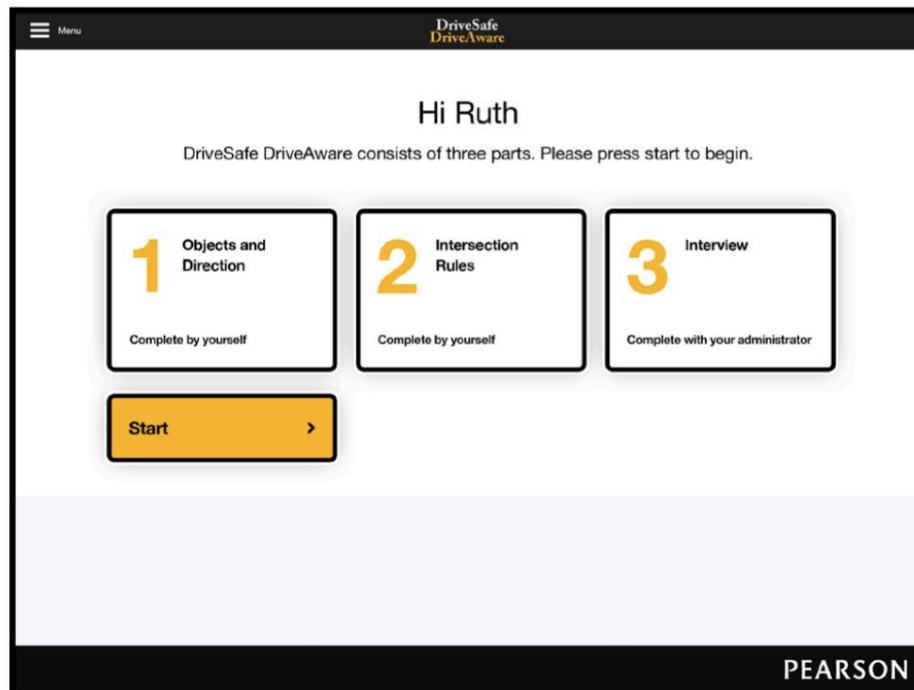 Menu
DriveSafe
DriveAware
Hi Ruth
DriveSafe DriveAware consists of three parts. Please press start to begin.
1
Objects and
Direction
Complete by yourself
2
Intersection
Rules
Complete by yourself
3
Interview
Complete with your administrator
Start
PEARSON